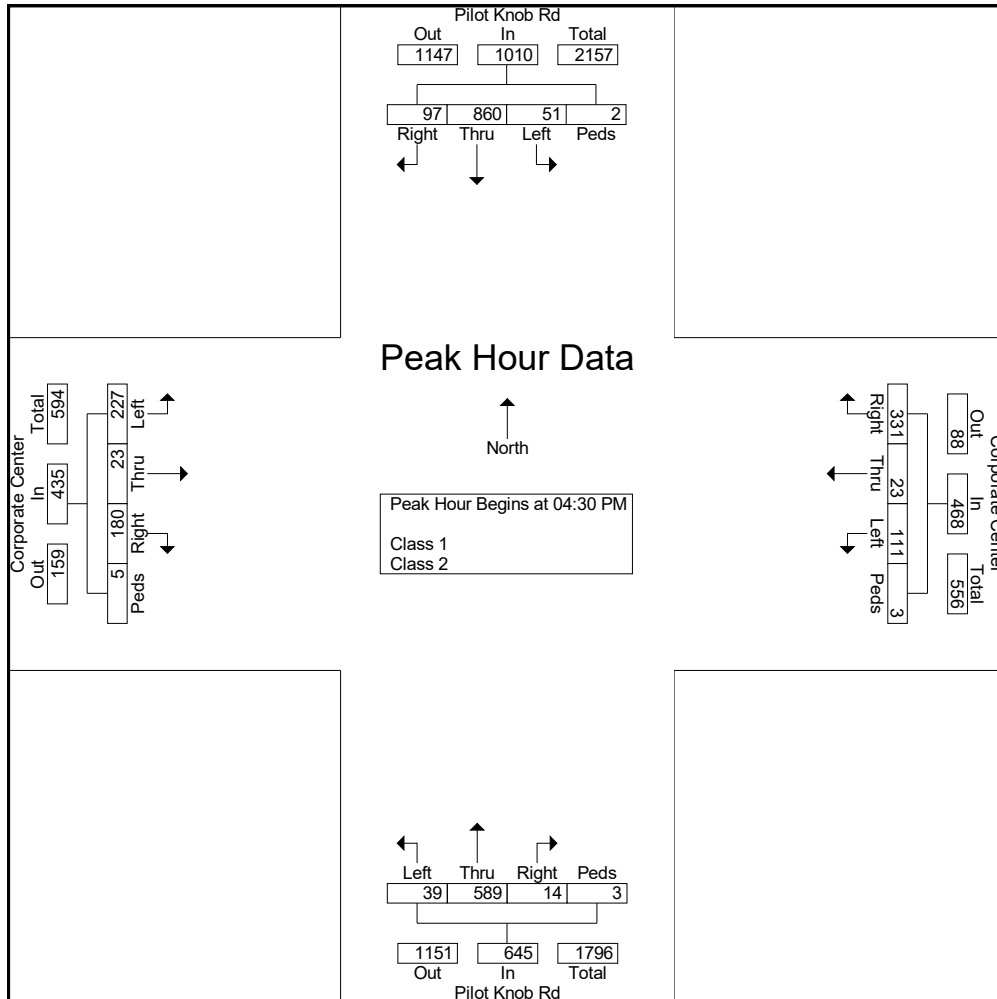 Pilot Knob Rd
Out In Total
1147 1010 2157
97 860 51 2
Right Thru Left Peds
Peak Hour Data
North
Peak Hour Begins at 04:30 PM
Class 1
Class 2
Corporate Center
Total In Out
594 435 159
227 23 180 5
Left Thru Right Peds
Corporate Center
Out In Total
88 468 556
331 23 111 3
Right Thru Left Peds
Left Thru Right Peds
39 589 14 3
1151 645 1796
Out In Total
Pilot Knob Rd